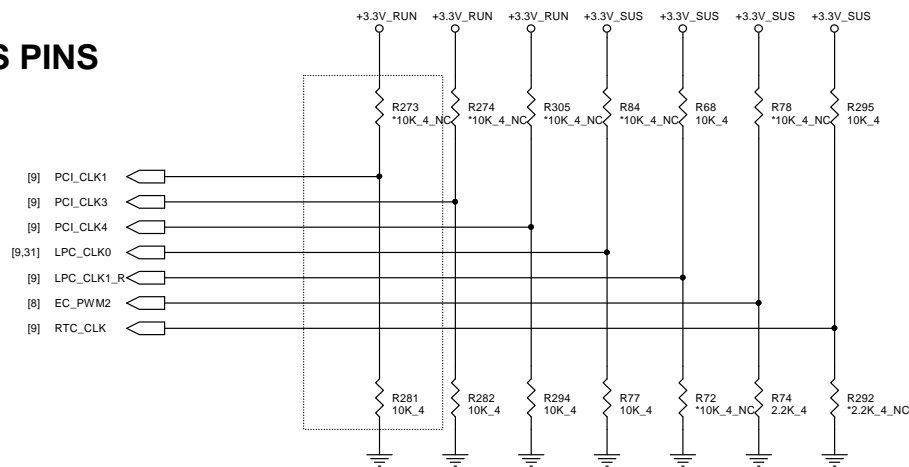 +3.3V_RUN +3.3V_RUN +3.3V_RUN +3.3V_SUS +3.3V_SUS +3.3V_SUS +3.3V_SUS
S PINS
R273 R274 R305 R84 R68 R78 R295
*10K_4_NC *10K_4_NC *10K_4_NC *10K_4_NC 10K_4 *10K_4_NC 10K_4
[9] PCI_CLK1
[9] PCI_CLK3
[9] PCI_CLK4
[9,31] LPC_CLK0
[9] LPC_CLK1_R
[8] EC_PWM2
[9] RTC_CLK
R281 R282 R294 R77 R72 R74 R292
10K_4 10K_4 10K_4 10K_4 *10K_4_NC 2.2K_4 *2.2K_4_NC